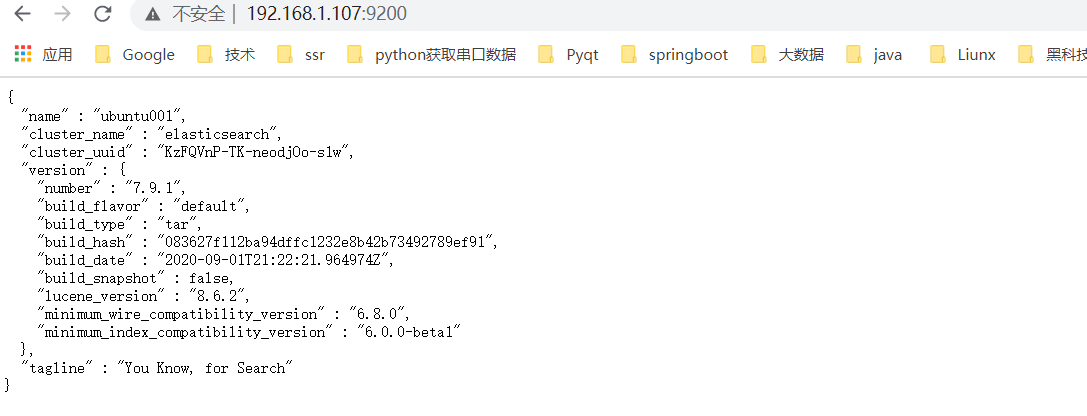 不安全 | 192.168.1.107:9200
应用 Google 技术 ssr python获取串口数据 Pyqt springboot 大数据 java Liunx 黑科技
{
"name" : "ubuntu001",
"cluster_name" : "elasticsearch",
"cluster_uuid" : "KzFQVnP-TK-neodjOo-s1w",
"version" : {
"number" : "7.9.1",
"build_flavor" : "default",
"build_type" : "tar",
"build_hash" : "083627f112ba94dffc1232e8b42b73492789ef91",
"build_date" : "2020-09-01T21:22:21.964974Z",
"build_snapshot" : false,
"lucene_version" : "8.6.2",
"minimum_wire_compatibility_version" : "6.8.0",
"minimum_index_compatibility_version" : "6.0.0-beta1"
},
"tagline" : "You Know, for Search"
}